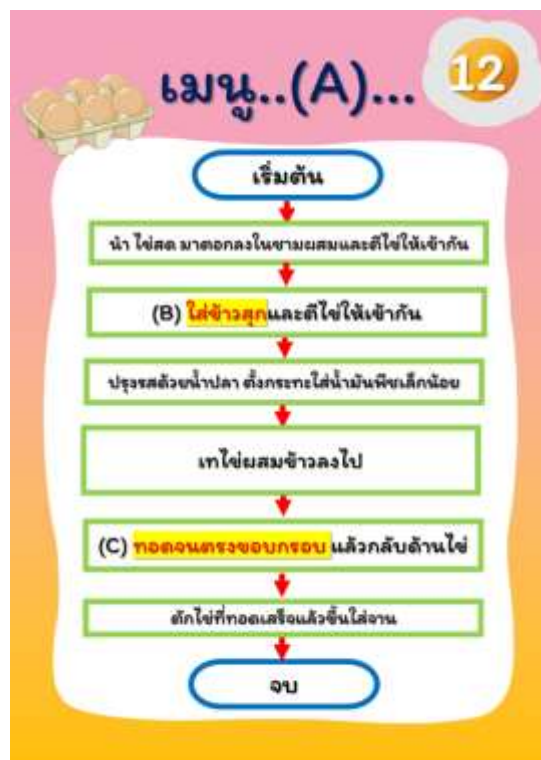 เมนู..(A)...
12
เริ่มต้น
นำ ไข่สด มาตอกลงในชามผสมและตีไข่ให้เข้ากัน
(B) ใส่ข้าวสุกและตีไข่ให้เข้ากัน
ปรุงรสด้วยน้ำปลา ตั้งกระทะใส่น้ำมันพืชเล็กน้อย
เทไข่ผสมข้าวลงไป
(C) ทอดจนตรงขอบกรอบ แล้วกลับด้านไข่
ตักไข่ที่ทอดเสร็จแล้วขึ้นใส่จาน
จบ